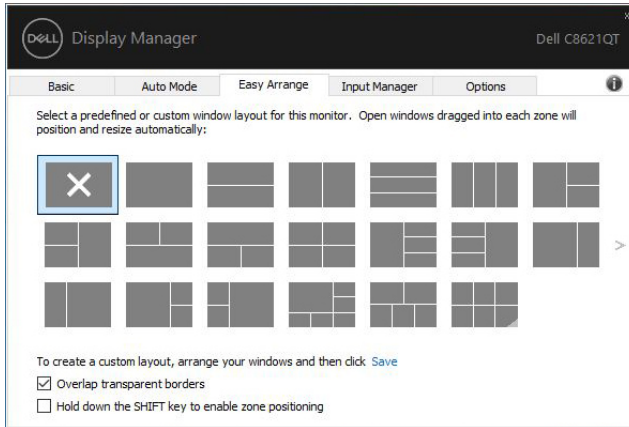 DELL Display Manager
Dell C8621QT
Basic Auto Mode Easy Arrange Input Manager Options
Select a predefined or custom window layout for this monitor. Open windows dragged into each zone will
position and resize automatically:
To create a custom layout, arrange your windows and then click Save
Overlap transparent borders
Hold down the SHIFT key to enable zone positioning